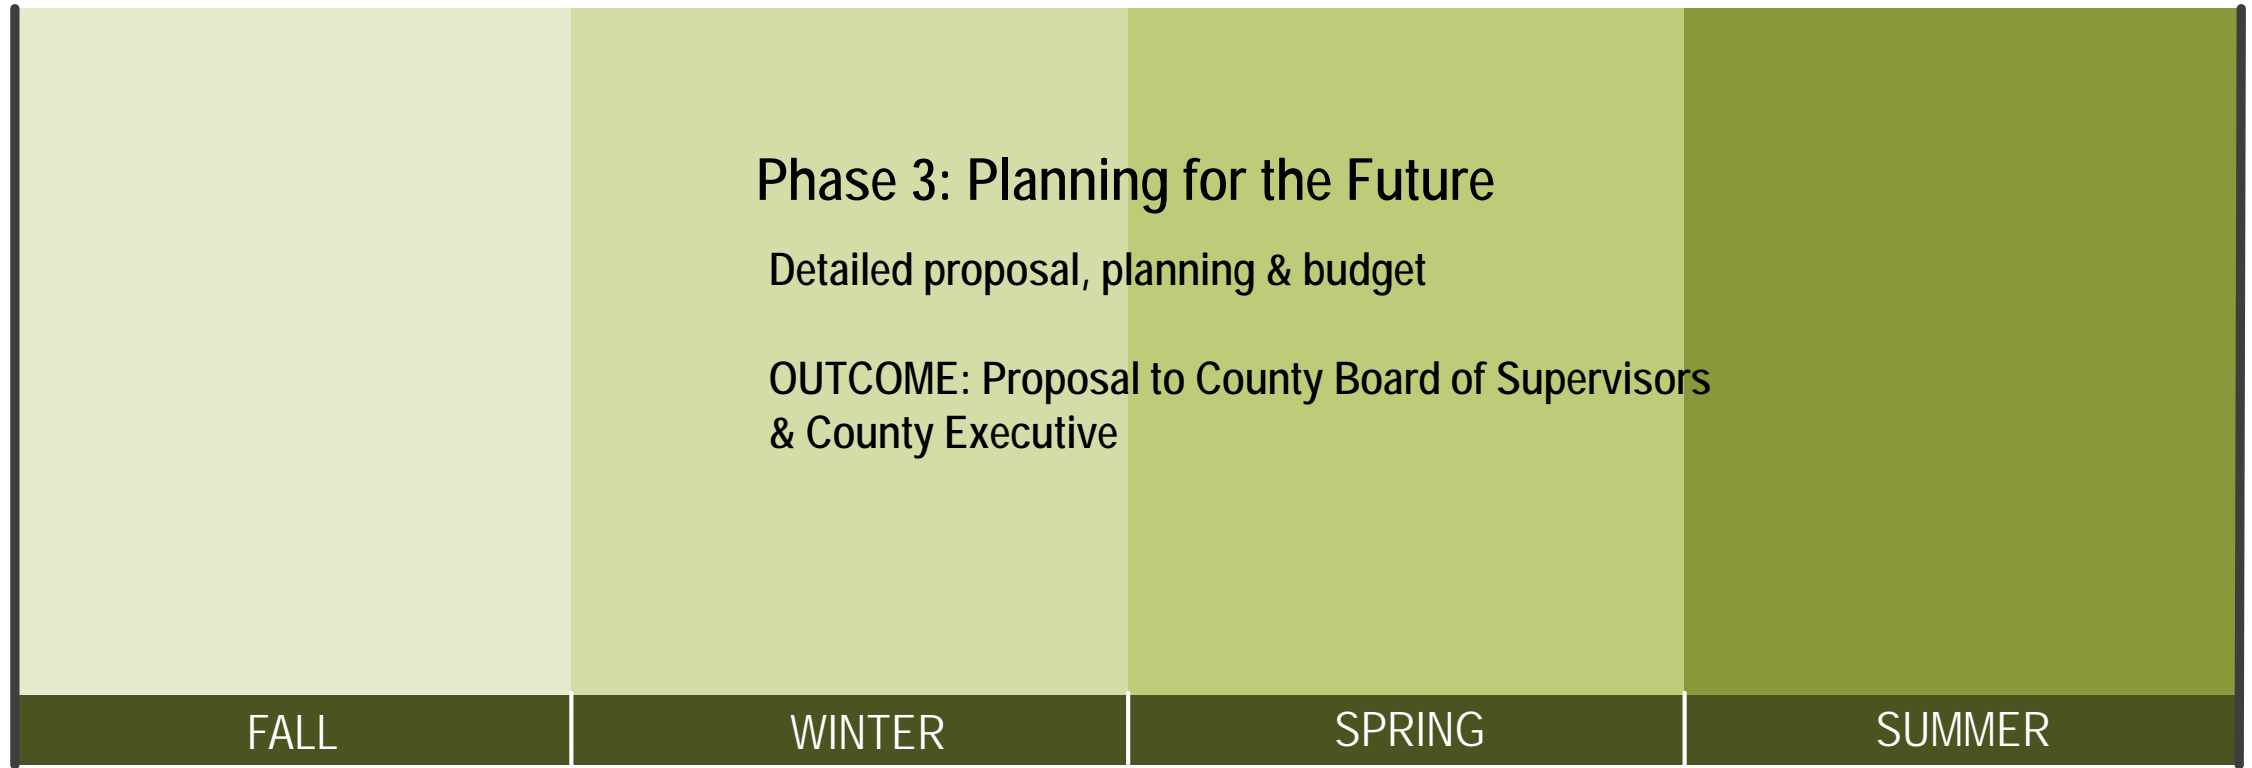 Phase 3: Planning for the Future
Detailed proposal, planning & budget
OUTCOME: Proposal to County Board of Supervisors
& County Executive
FALL
WINTER
SPRING
SUMMER